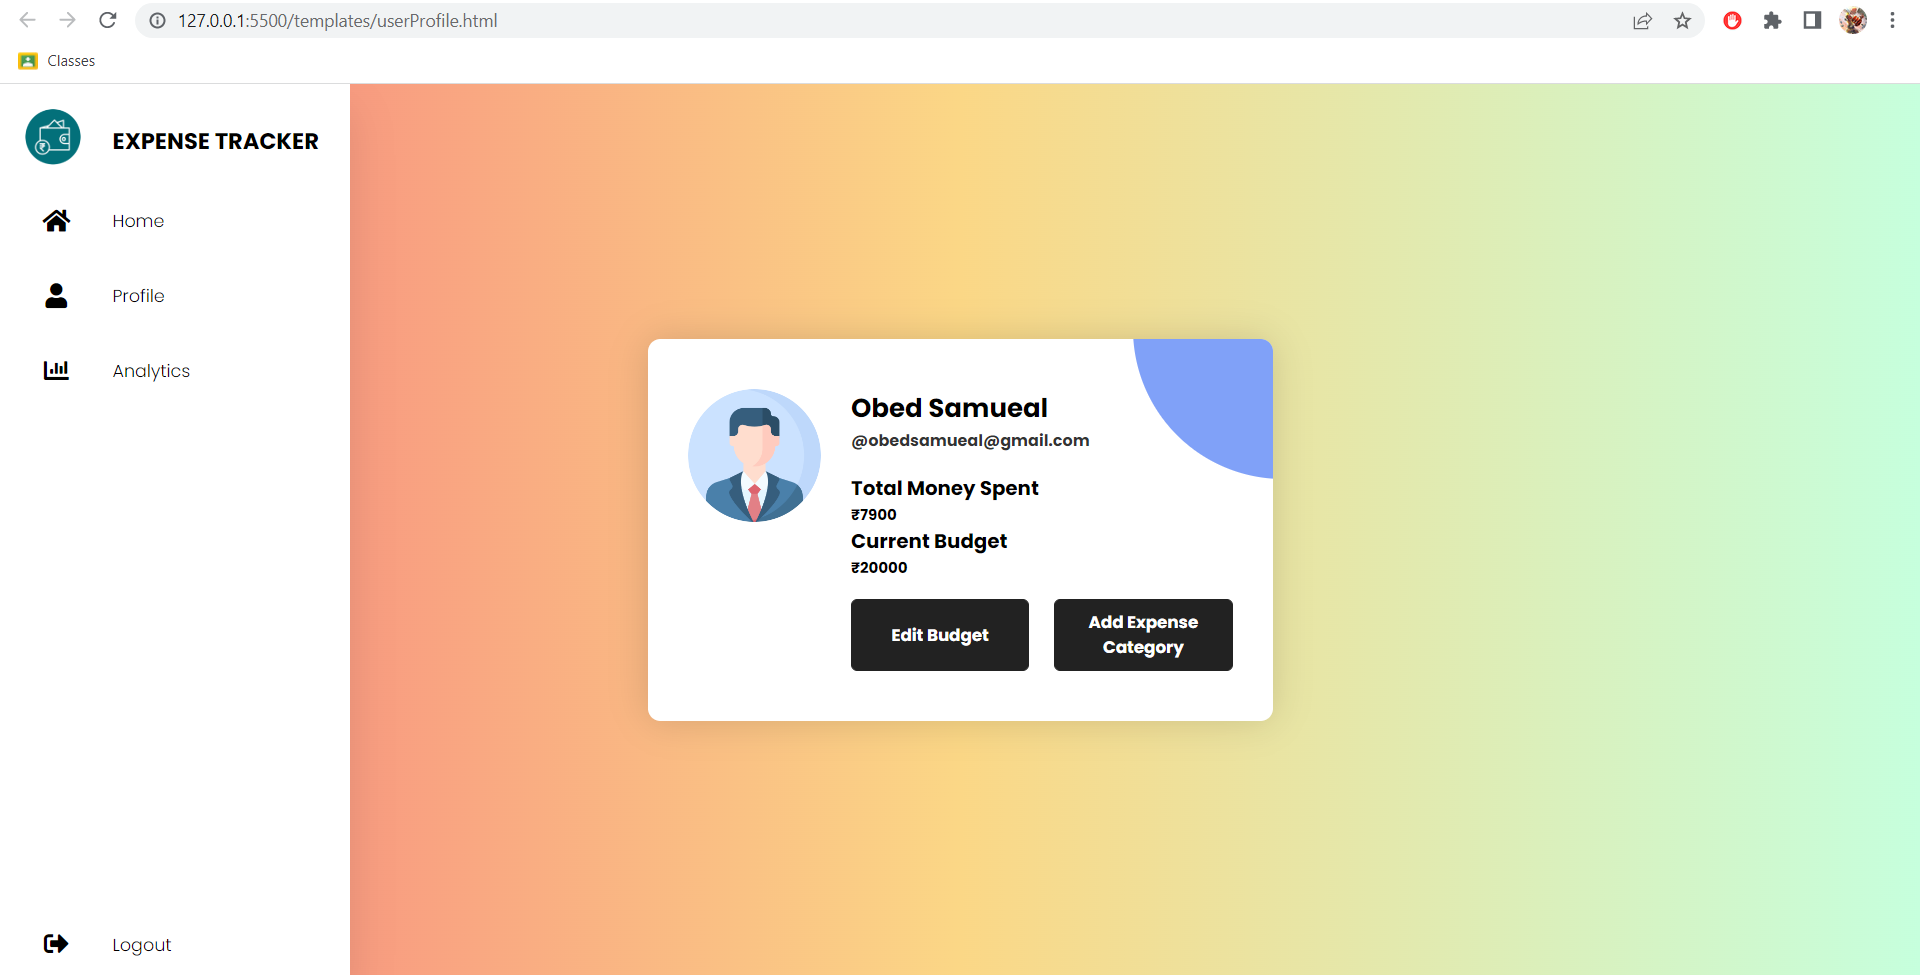 127.0.0.1:5500/templates/userProfile.html
Classes
EXPENSE TRACKER
Home
Profile
Analytics
Logout
Obed Samueal
@obedsamueal@gmail.com
Total Money Spent
₹7900
Current Budget
₹20000
Edit Budget
Add Expense
Category